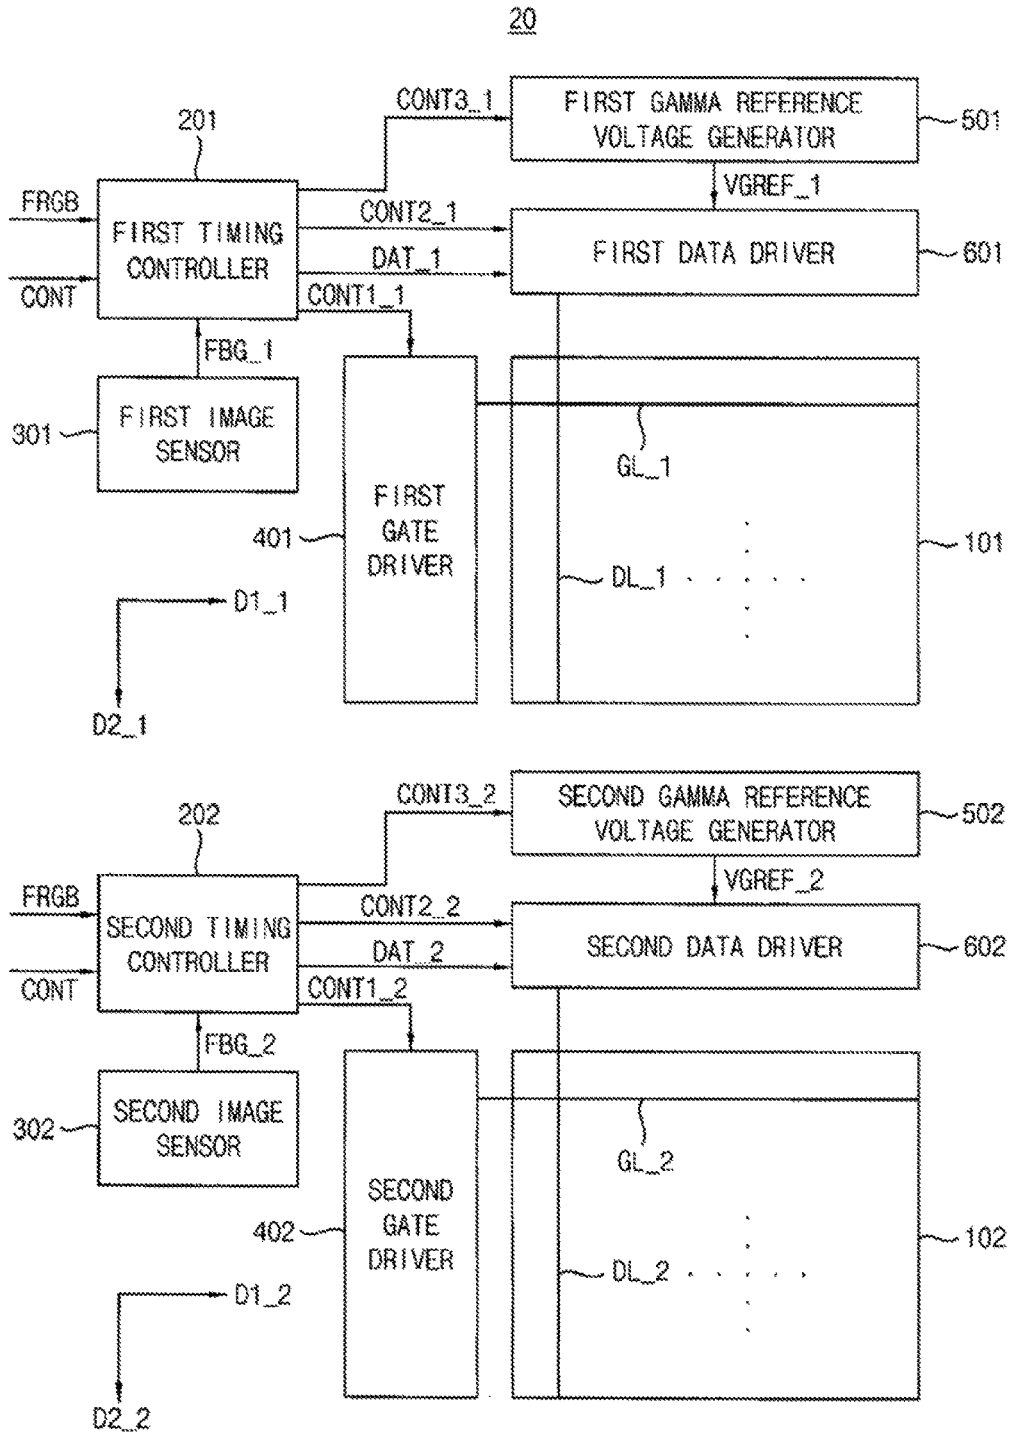 20
CONT3_1
FIRST GAMMA REFERENCE
VOLTAGE GENERATOR
501
201
VGREF_1
FRGB
CONT2_1
FIRST TIMING
CONTROLLER
FIRST DATA DRIVER
601
DAT_1
CONT
CONT1_1
FBG_1
FIRST IMAGE
SENSOR
301
GL_1
FIRST
GATE
DRIVER
401
101
DL_1
D1_1
D2_1
CONT3_2
SECOND GAMMA REFERENCE
VOLTAGE GENERATOR
502
202
VGREF_2
FRGB
CONT2_2
SECOND TIMING
CONTROLLER
SECOND DATA DRIVER
602
DAT_2
CONT
CONT1_2
FBG_2
SECOND IMAGE
SENSOR
302
GL_2
SECOND
GATE
DRIVER
402
102
DL_2
D1_2
D2_2